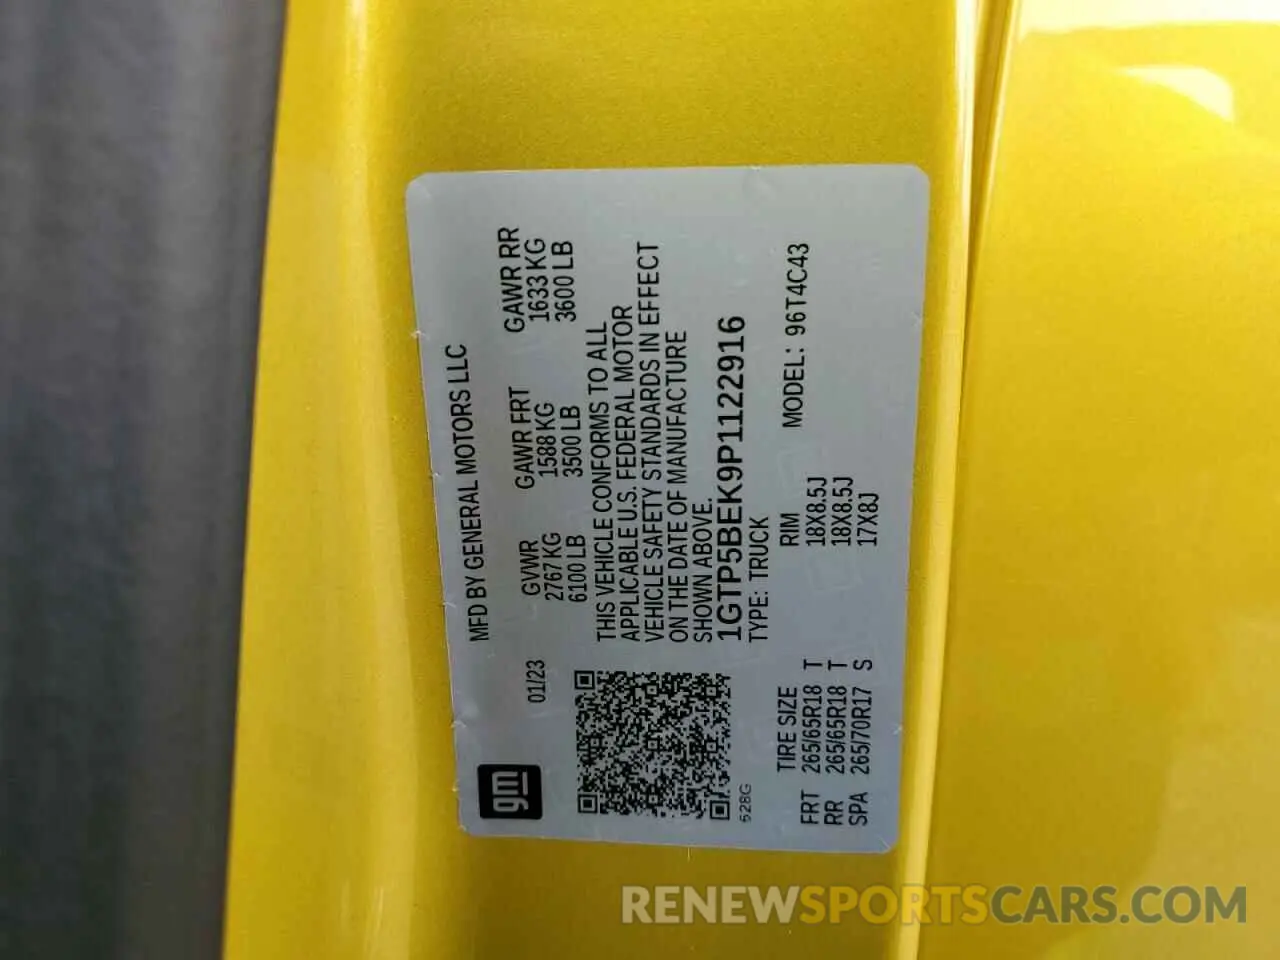 gm
MFD BY GENERAL MOTORS LLC
01/23
GVWR GAWR FRT GAWR RR
2767 KG 1588 KG 1633 KG
6100 LB 3500 LB 3600 LB
THIS VEHICLE CONFORMS TO ALL
APPLICABLE U.S. FEDERAL MOTOR
VEHICLE SAFETY STANDARDS IN EFFECT
ON THE DATE OF MANUFACTURE
SHOWN ABOVE.
1GTP5BEK9P1122916
628G
TYPE: TRUCK
TIRE SIZE RIM MODEL: 96T4C43
FRT 265/65R18 T 18X8.5J
RR 265/65R18 T 18X8.5J
SPA 265/70R17 S 17X8J
RENEWSPORTSCARS.COM